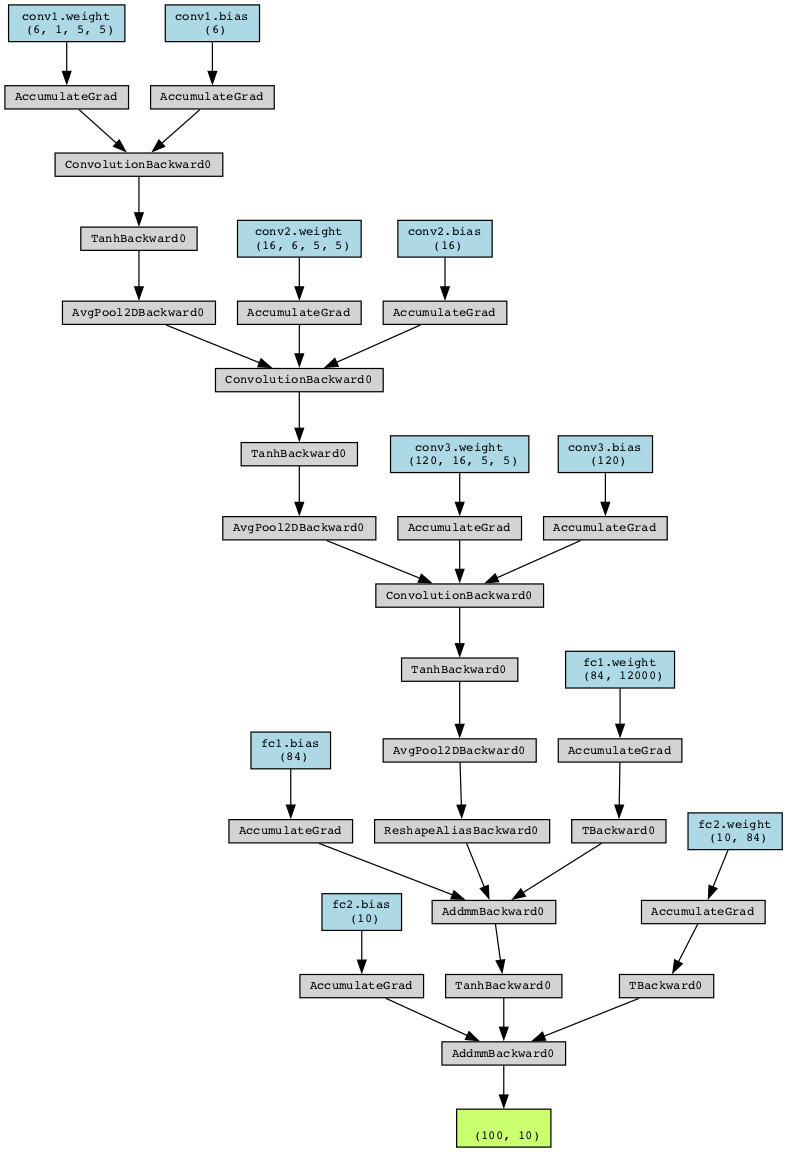 conv1.weight
(6, 1, 5, 5)
conv1.bias
(6)
AccumulateGrad
AccumulateGrad
ConvolutionBackward0
TanhBackward0
conv2.weight
(16, 6, 5, 5)
conv2.bias
(16)
AvgPool2DBackward0
AccumulateGrad
AccumulateGrad
ConvolutionBackward0
TanhBackward0
conv3.weight
(120, 16, 5, 5)
conv3.bias
(120)
AvgPool2DBackward0
AccumulateGrad
AccumulateGrad
ConvolutionBackward0
TanhBackward0
fc1.weight
(84, 12000)
fc1.bias
(84)
AvgPool2DBackward0
AccumulateGrad
AccumulateGrad
ReshapeAliasBackward0
TBackward0
fc2.weight
(10, 84)
fc2.bias
(10)
AddmmBackward0
AccumulateGrad
AccumulateGrad
TanhBackward0
TBackward0
AddmmBackward0
(100, 10)